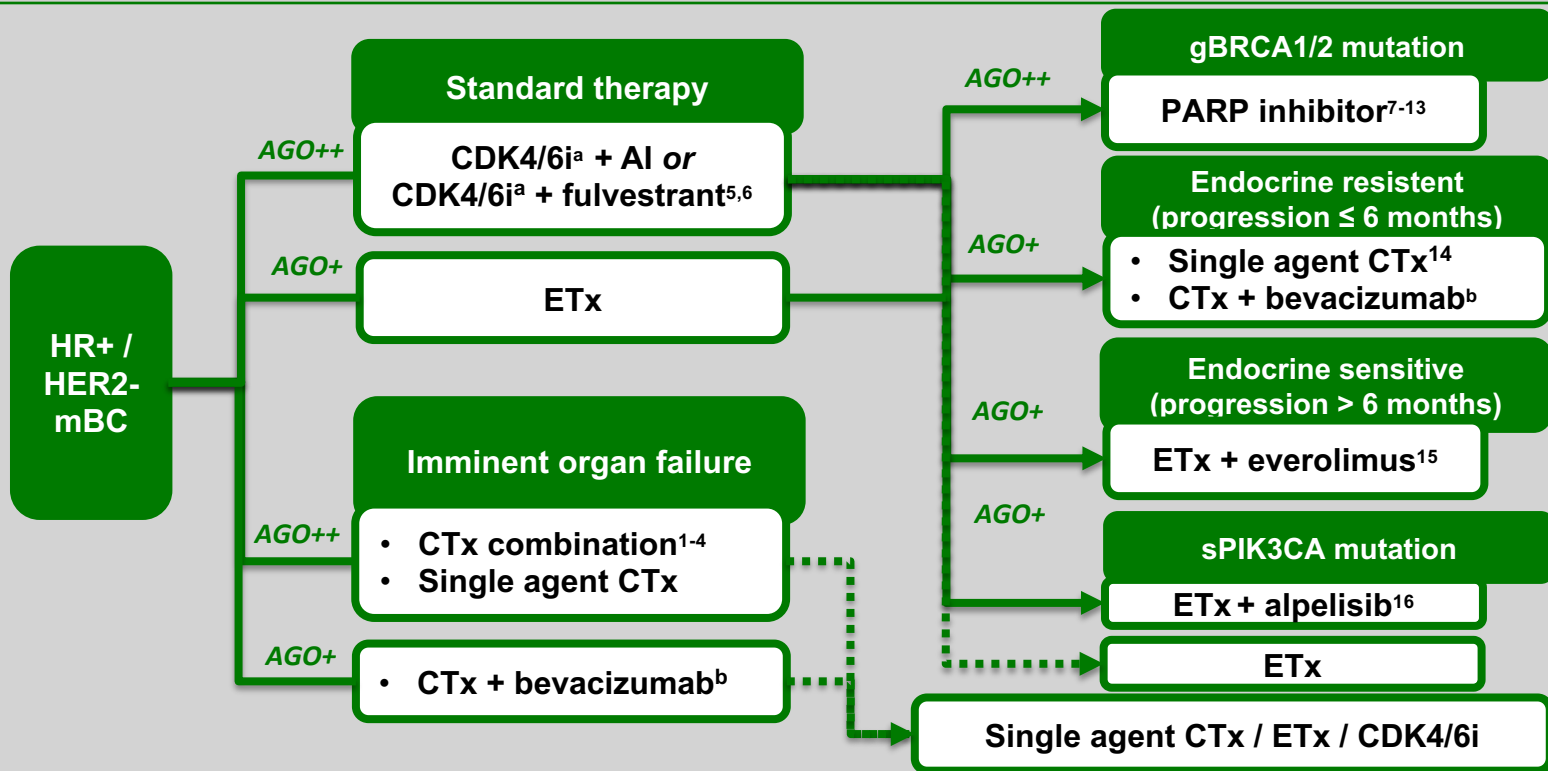 HR+ /
HER2-
mBC
AGO++
Standard therapy
CDK4/6iᵃ + AI or
CDK4/6iᵃ + fulvestrant⁵,⁶
AGO+
ETx
AGO++
Imminent organ failure
• CTx combination¹⁻⁴
• Single agent CTx
AGO+
• CTx + bevacizumabᵇ
AGO++
gBRCA1/2 mutation
PARP inhibitor⁷⁻¹³
AGO+
Endocrine resistent
(progression ≤ 6 months)
• Single agent CTx¹⁴
• CTx + bevacizumabᵇ
AGO+
Endocrine sensitive
(progression > 6 months)
ETx + everolimus¹⁵
AGO+
sPIK3CA mutation
ETx + alpelisib¹⁶
ETx
Single agent CTx / ETx / CDK4/6i